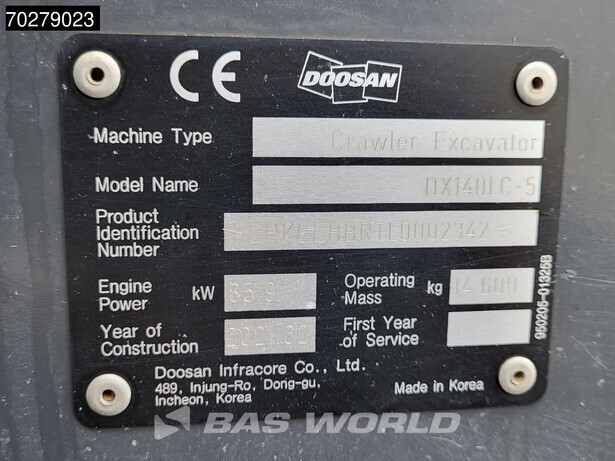 70279023
CE DOOSAN
Machine Type Crawler Excavator
Model Name DX140LC-5
Product
Identification
Number
Engine
Power kW
Operating
Mass kg
Year of
Construction
First Year
of Service
Doosan Infracore Co., Ltd.
489, Injung-Ro, Dong-gu,
Incheon, Korea
Made in Korea
950205-01325B
BAS WORLD